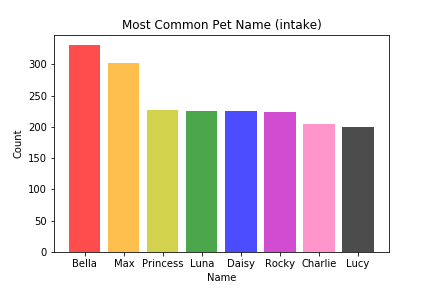 Most Common Pet Name (intake)
300
250
200
150
100
50
0
Count
Bella Max Princess Luna Daisy Rocky Charlie Lucy
Name